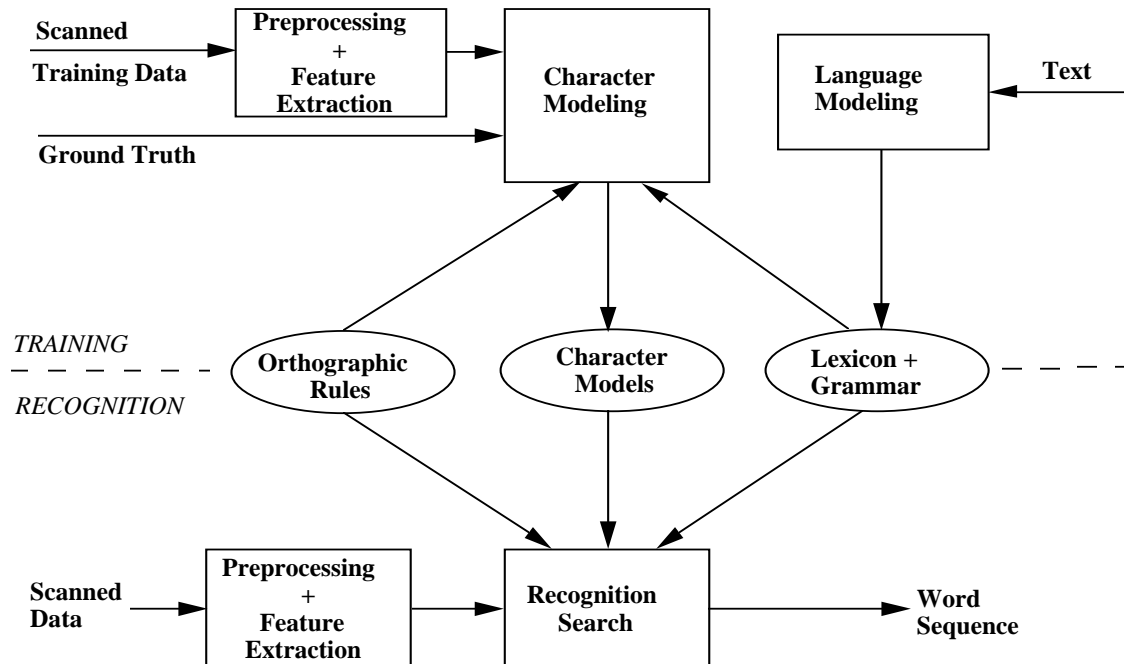 Scanned
Training Data
Preprocessing
+
Feature
Extraction
Ground Truth
Character
Modeling
Language
Modeling
Text
TRAINING
RECOGNITION
Orthographic
Rules
Character
Models
Lexicon +
Grammar
Scanned
Data
Preprocessing
+
Feature
Extraction
Recognition
Search
Word
Sequence